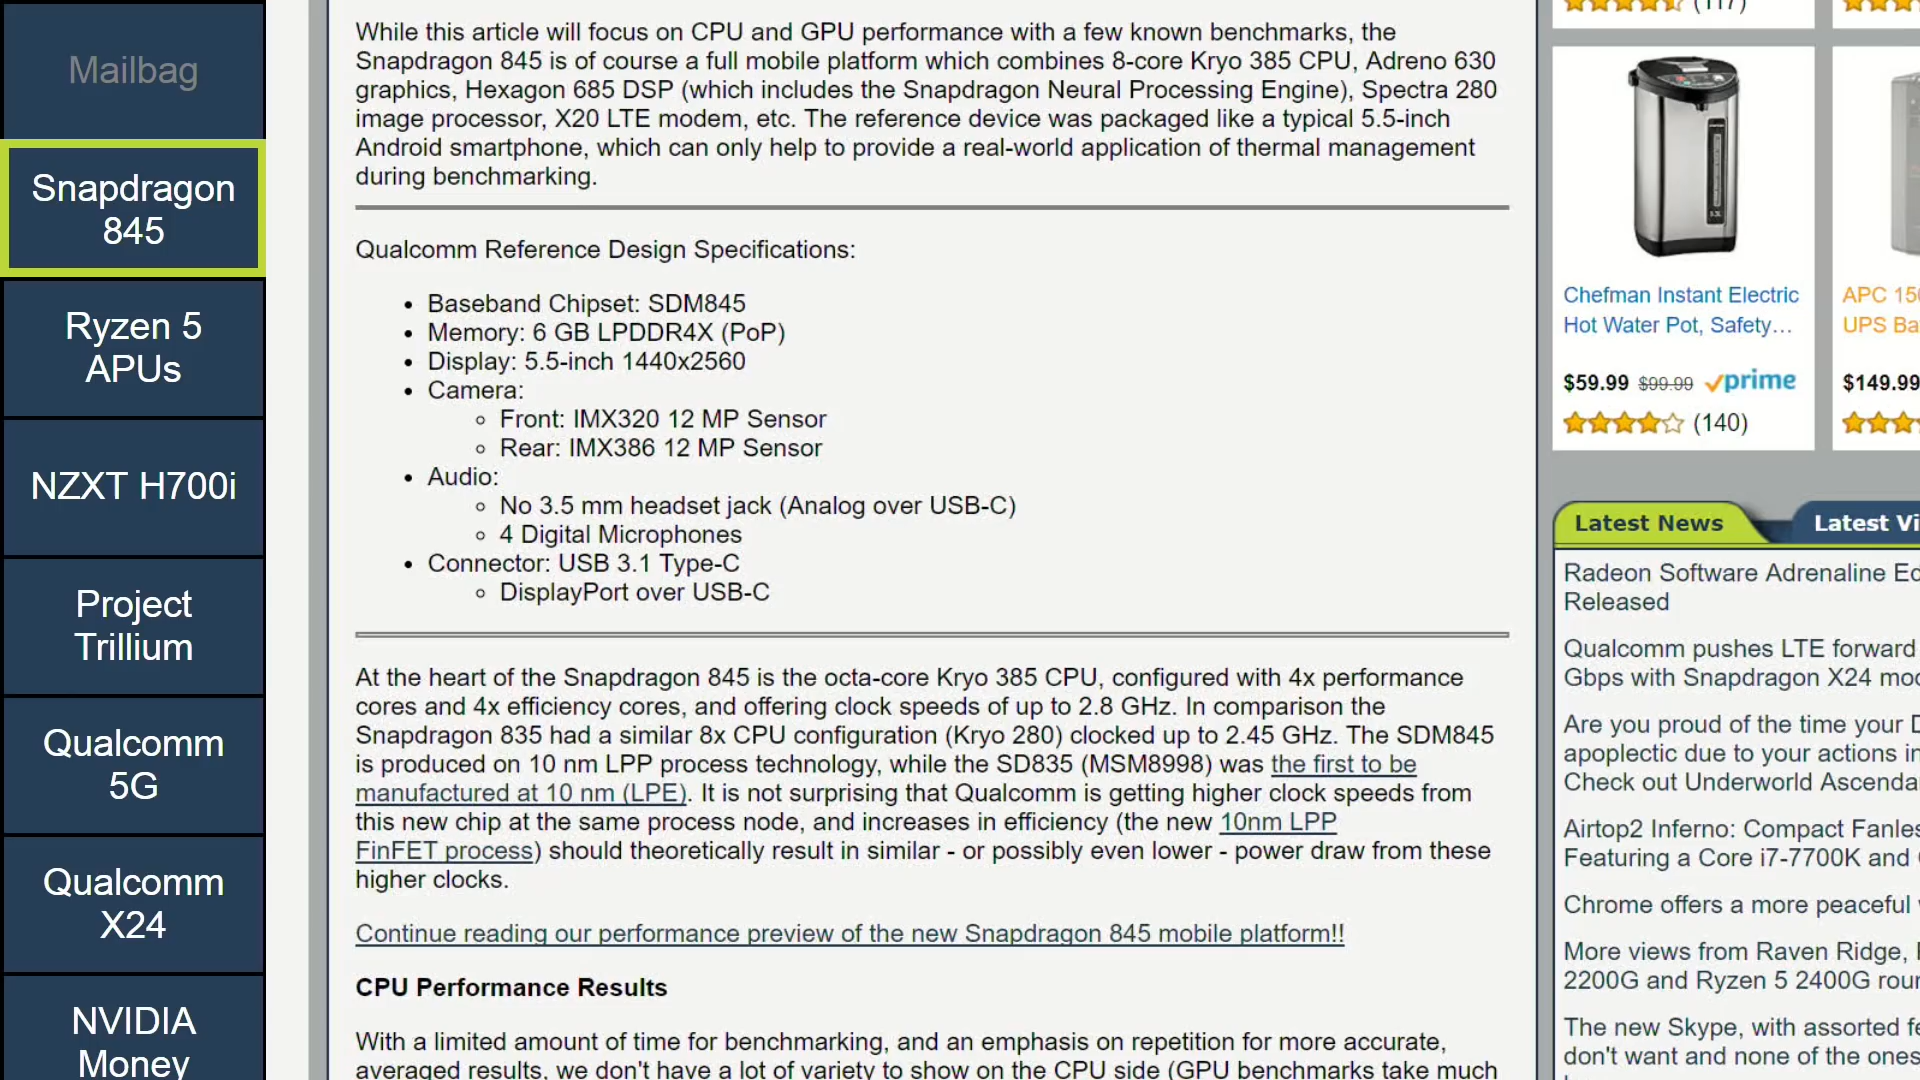 Mailbag
Snapdragon
845
Ryzen 5
APUs
NZXT H700i
Project
Trillium
Qualcomm
5G
Qualcomm
X24
NVIDIA
Money
While this article will focus on CPU and GPU performance with a few known benchmarks, the
Snapdragon 845 is of course a full mobile platform which combines 8-core Kryo 385 CPU, Adreno 630
graphics, Hexagon 685 DSP (which includes the Snapdragon Neural Processing Engine), Spectra 280
image processor, X20 LTE modem, etc. The reference device was packaged like a typical 5.5-inch
Android smartphone, which can only help to provide a real-world application of thermal management
during benchmarking.
Qualcomm Reference Design Specifications:
• Baseband Chipset: SDM845
• Memory: 6 GB LPDDR4X (PoP)
• Display: 5.5-inch 1440x2560
• Camera:
◦ Front: IMX320 12 MP Sensor
◦ Rear: IMX386 12 MP Sensor
• Audio:
◦ No 3.5 mm headset jack (Analog over USB-C)
◦ 4 Digital Microphones
• Connector: USB 3.1 Type-C
◦ DisplayPort over USB-C
At the heart of the Snapdragon 845 is the octa-core Kryo 385 CPU, configured with 4x performance
cores and 4x efficiency cores, and offering clock speeds of up to 2.8 GHz. In comparison the
Snapdragon 835 had a similar 8x CPU configuration (Kryo 280) clocked up to 2.45 GHz. The SDM845
is produced on 10 nm LPP process technology, while the SD835 (MSM8998) was the first to be
manufactured at 10 nm (LPE). It is not surprising that Qualcomm is getting higher clock speeds from
this new chip at the same process node, and increases in efficiency (the new 10nm LPP
FinFET process) should theoretically result in similar - or possibly even lower - power draw from these
higher clocks.
Continue reading our performance preview of the new Snapdragon 845 mobile platform!!
CPU Performance Results
With a limited amount of time for benchmarking, and an emphasis on repetition for more accurate,
averaged results, we don't have a lot of variety to show on the CPU side (GPU benchmarks take much
(117)
Chefman Instant Electric
Hot Water Pot, Safety…
$59.99 $99.99 prime
(140)
APC 150
UPS Ba
$149.99
Latest News
Latest Vi
Radeon Software Adrenaline Ed
Released
Qualcomm pushes LTE forward
Gbps with Snapdragon X24 mod
Are you proud of the time your D
apoplectic due to your actions in
Check out Underworld Ascenda
Airtop2 Inferno: Compact Fanles
Featuring a Core i7-7700K and
Chrome offers a more peaceful
More views from Raven Ridge,
2200G and Ryzen 5 2400G rour
The new Skype, with assorted fe
don't want and none of the ones